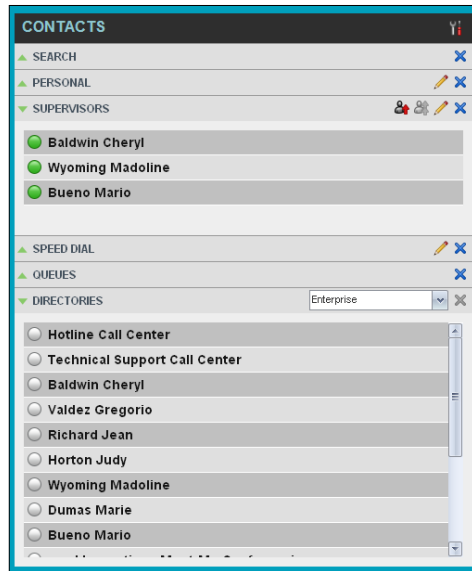 CONTACTS
SEARCH
PERSONAL
SUPERVISORS
Baldwin Cheryl
Wyoming Madoline
Bueno Mario
SPEED DIAL
QUEUES
DIRECTORIES Enterprise
Hotline Call Center
Technical Support Call Center
Baldwin Cheryl
Valdez Gregorio
Richard Jean
Horton Judy
Wyoming Madoline
Dumas Marie
Bueno Mario